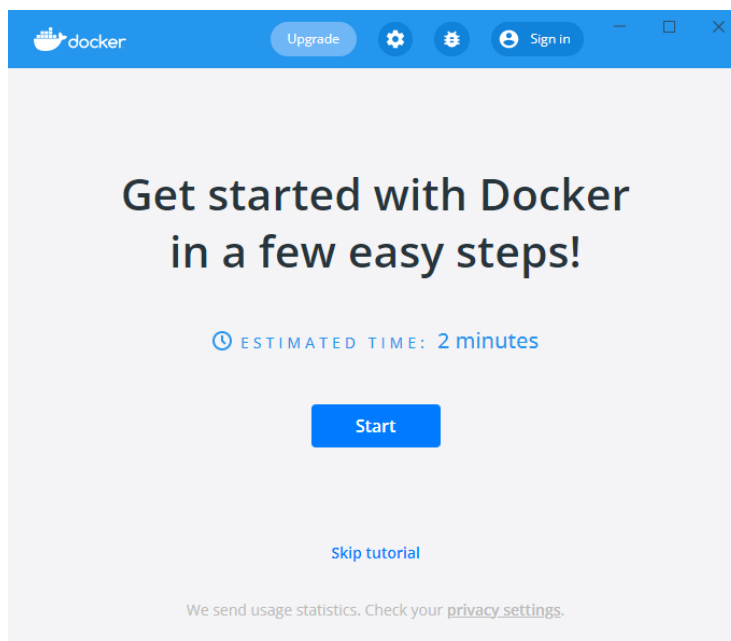 docker
Upgrade
Sign in
Get started with Docker
in a few easy steps!
ESTIMATED TIME: 2 minutes
Start
Skip tutorial
We send usage statistics. Check your privacy settings.